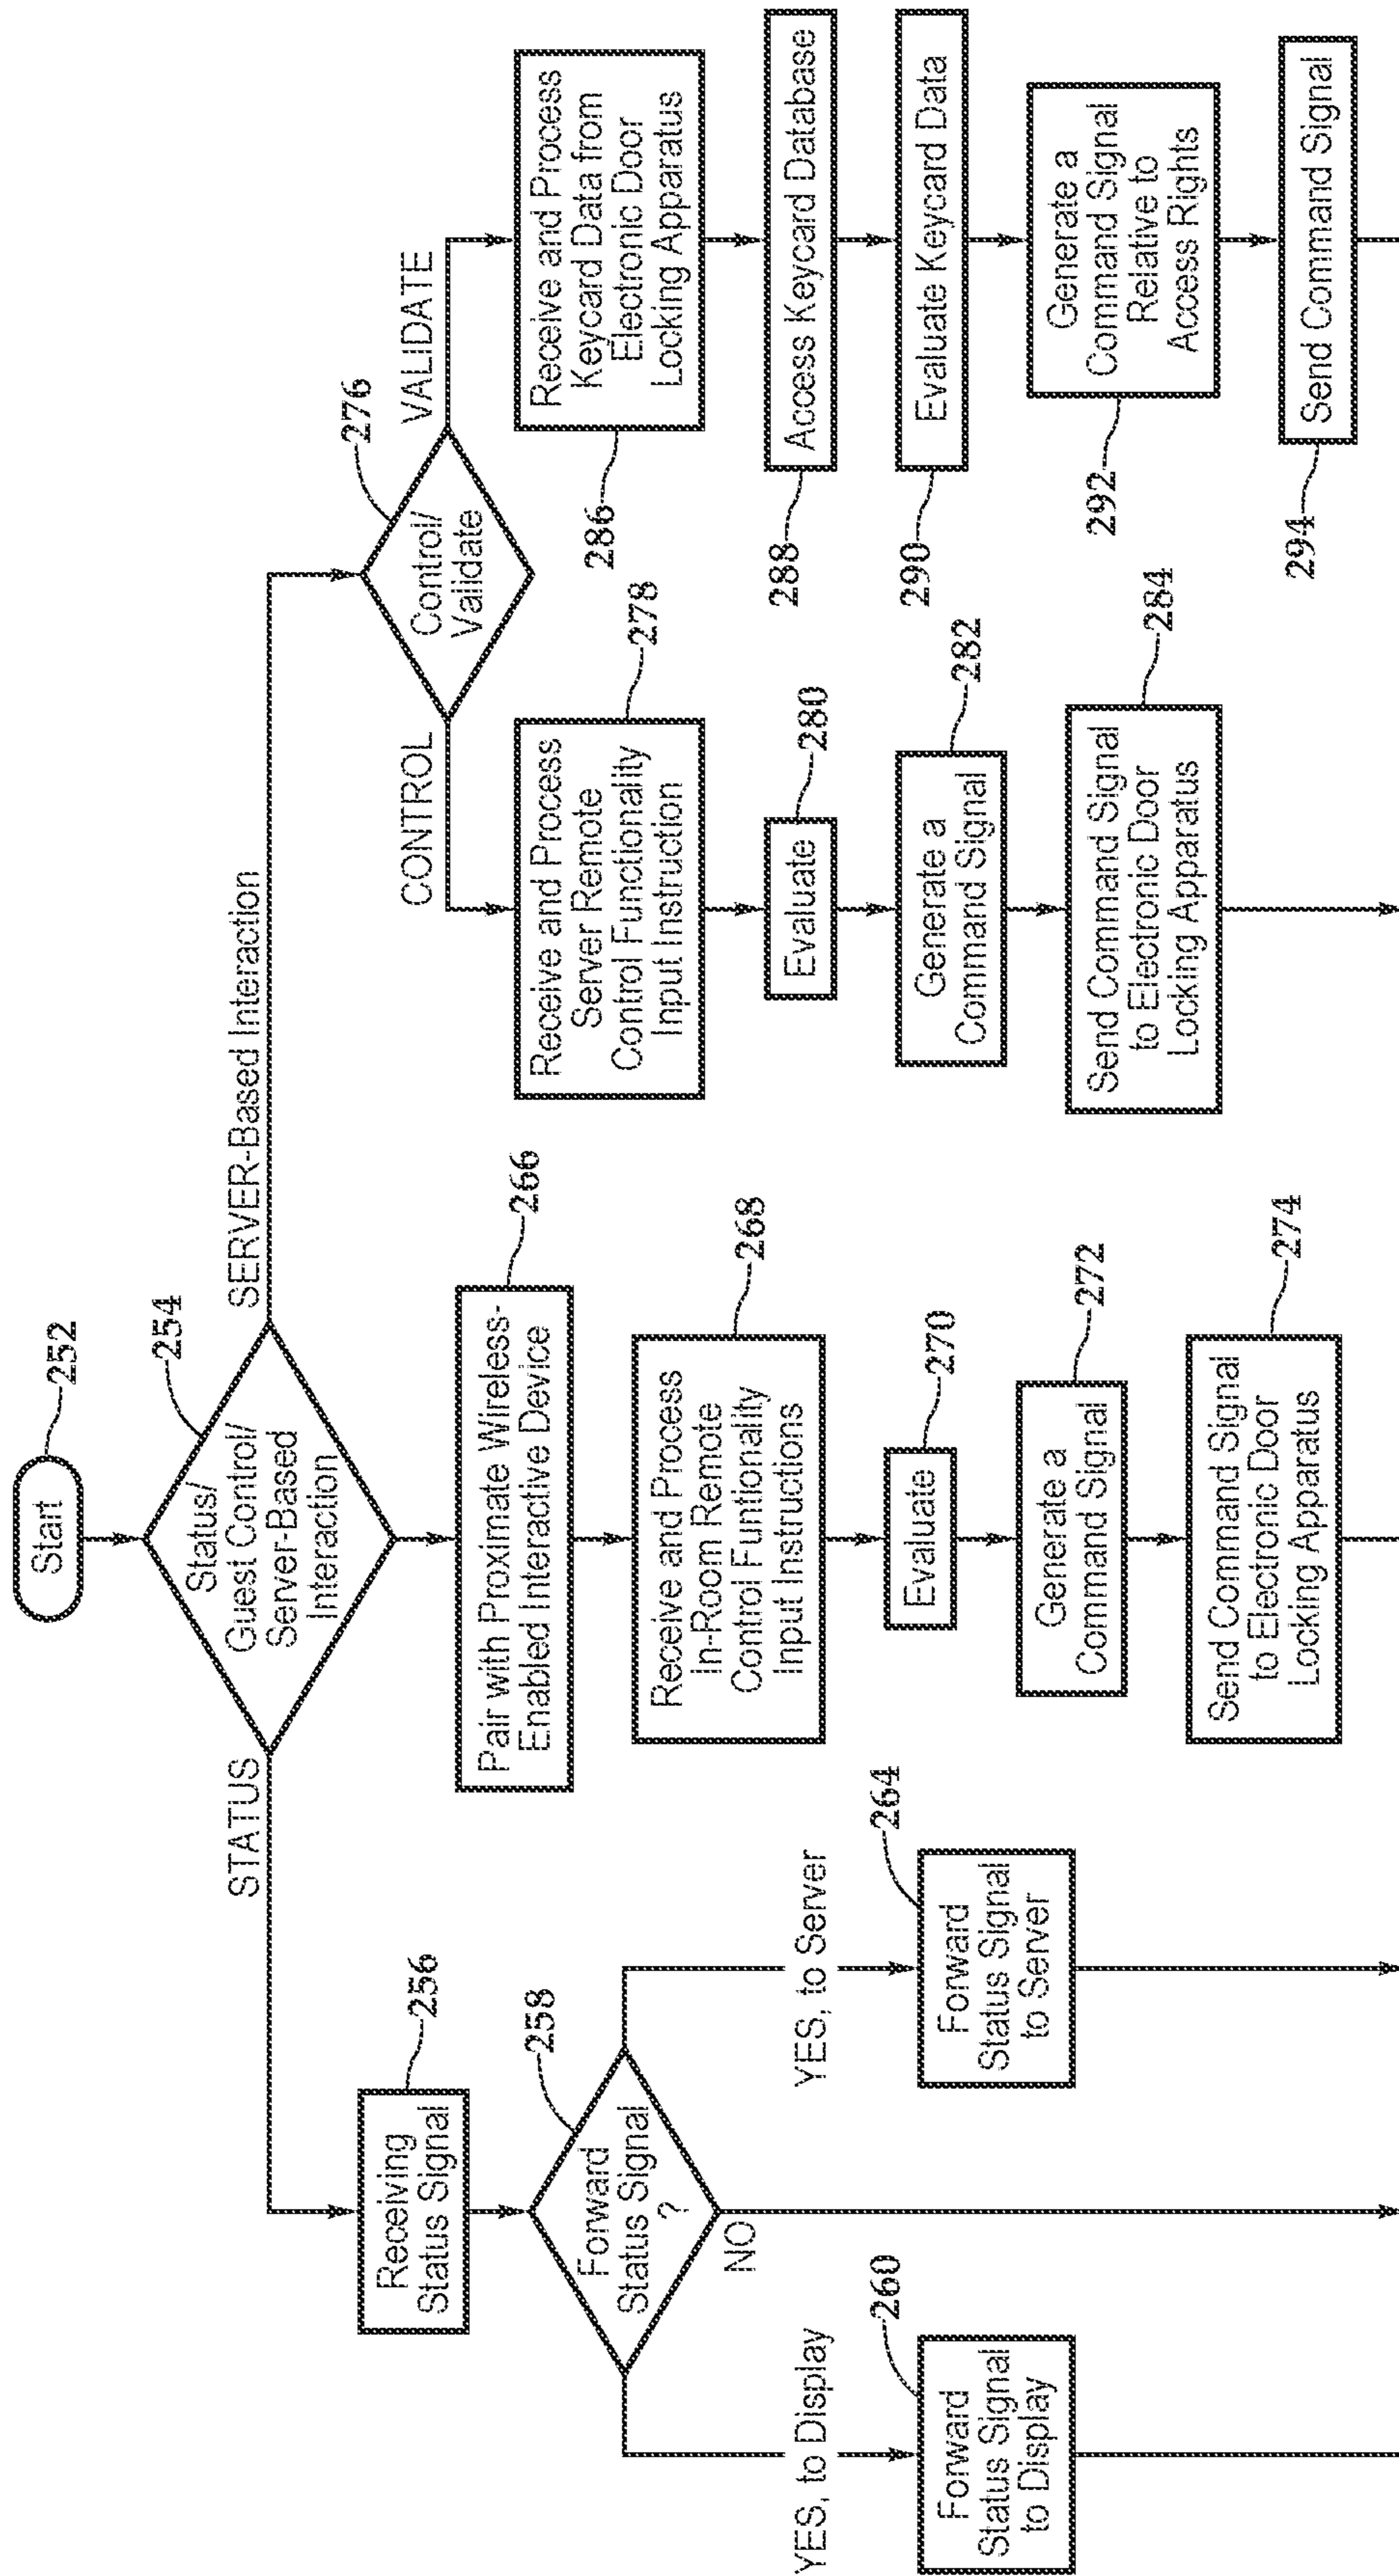 Start
252
Status/
Guest Control/
Server-Based
Interaction
254
STATUS
SERVER-Based Interaction
Receiving
Status Signal
256
Forward
Status Signal
?
258
YES, to Display
NO
YES, to Server
Forward
Status Signal
to Display
260
Forward
Status Signal
to Server
264
Pair with Proximate Wireless-
Enabled Interactive Device
266
Receive and Process
In-Room Remote
Control Funtionality
Input Instructions
268
Evaluate
270
Generate a
Command Signal
272
Send Command Signal
to Electronic Door
Locking Apparatus
274
Control/
Validate
276
CONTROL
VALIDATE
Receive and Process
Server Remote
Control Functionality
Input Instruction
278
Evaluate
280
Generate a
Command Signal
282
Send Command Signal
to Electronic Door
Locking Apparatus
284
Receive and Process
Keycard Data from
Electronic Door
Locking Apparatus
286
Access Keycard Database
288
Evaluate Keycard Data
290
Generate a
Command Signal
Relative to
Access Rights
292
Send Command Signal
294